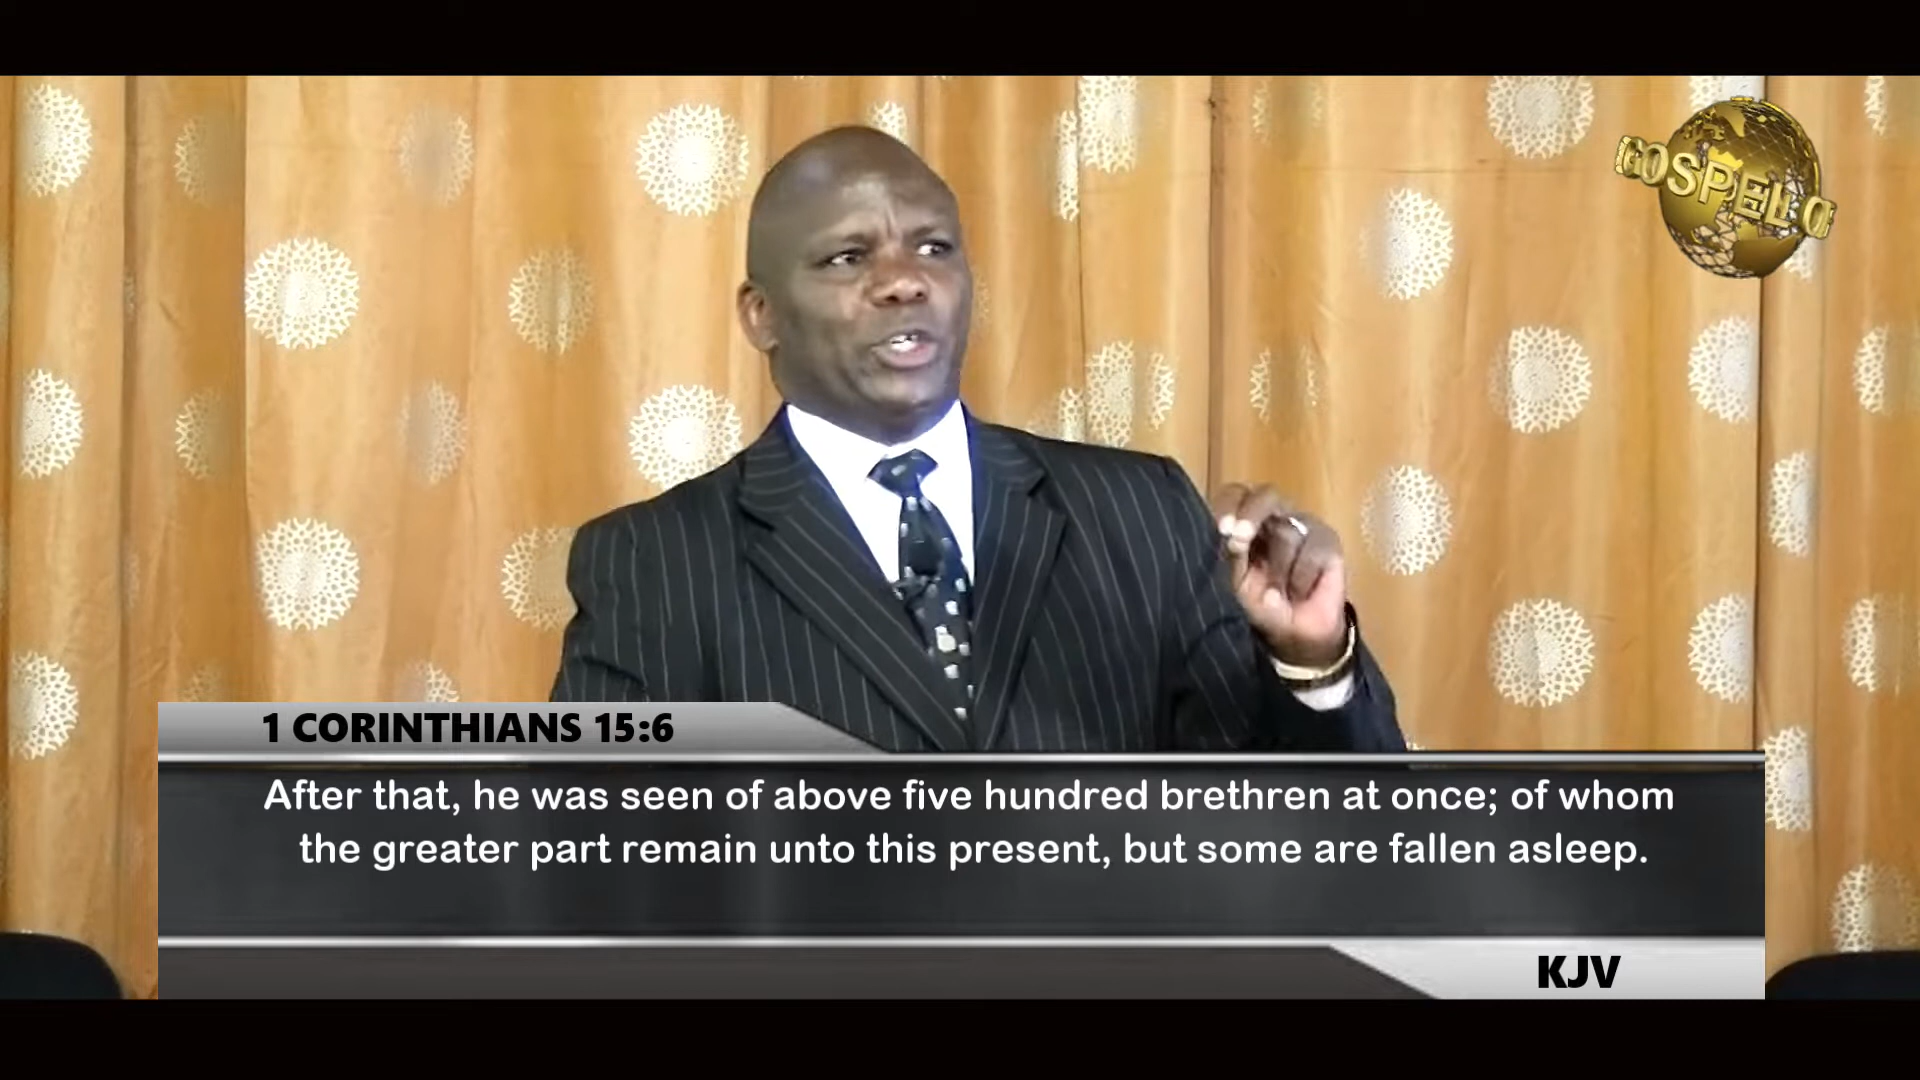 GOSPEL O
1 CORINTHIANS 15:6
After that, he was seen of above five hundred brethren at once; of whom
the greater part remain unto this present, but some are fallen asleep.
KJV